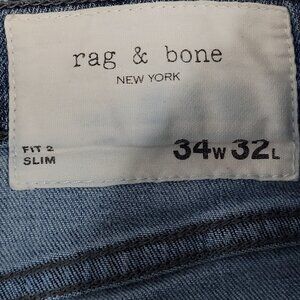 rag & bone
NEW YORK
FIT 2
SLIM
34W 32L